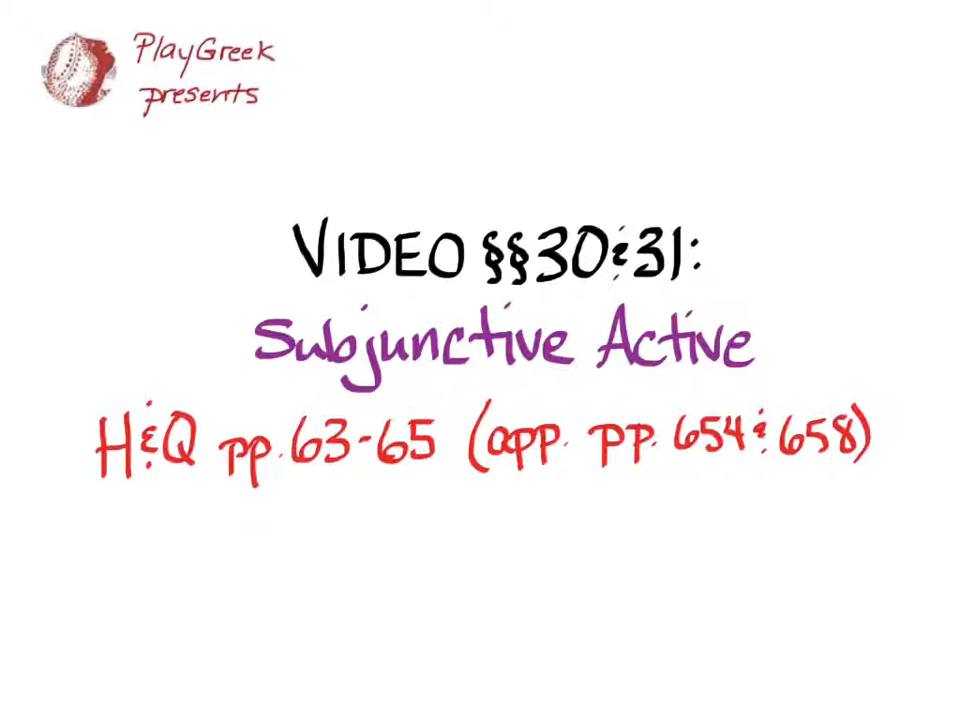 PlayGreek
presents
VIDEO §§30&31:
Subjunctive Active
H&Q pp.63-65 (app. pp. 654&658)